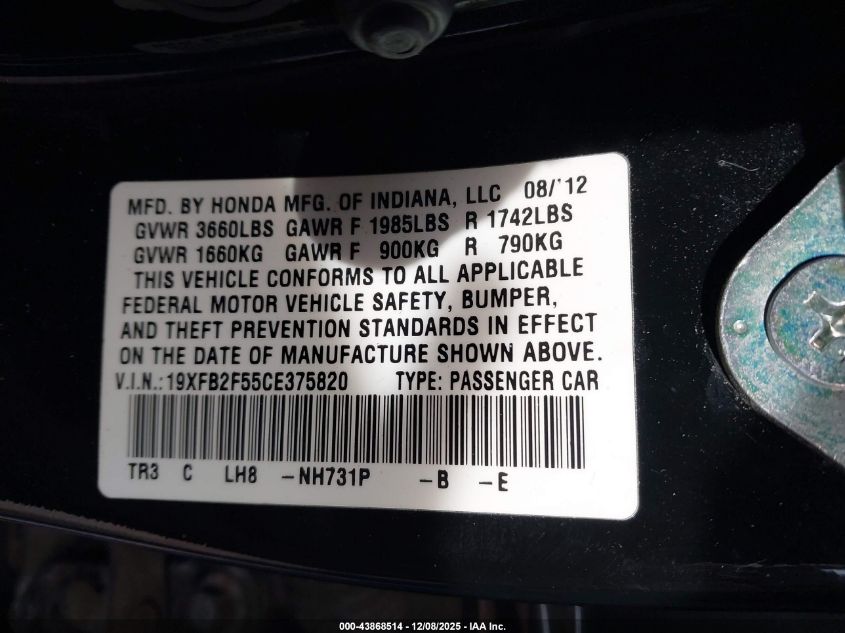 MFD. BY HONDA MFG. OF INDIANA, LLC 08/'12
GVWR 3660LBS GAWR F 1985LBS R 1742LBS
GVWR 1660KG GAWR F 900KG R 790KG
THIS VEHICLE CONFORMS TO ALL APPLICABLE
FEDERAL MOTOR VEHICLE SAFETY, BUMPER,
AND THEFT PREVENTION STANDARDS IN EFFECT
ON THE DATE OF MANUFACTURE SHOWN ABOVE.
V.I.N.:19XFB2F55CE375820 TYPE: PASSENGER CAR
TR3 C LH8 -NH731P -B -E
000-43868514 - 12/08/2025 - IAA Inc.